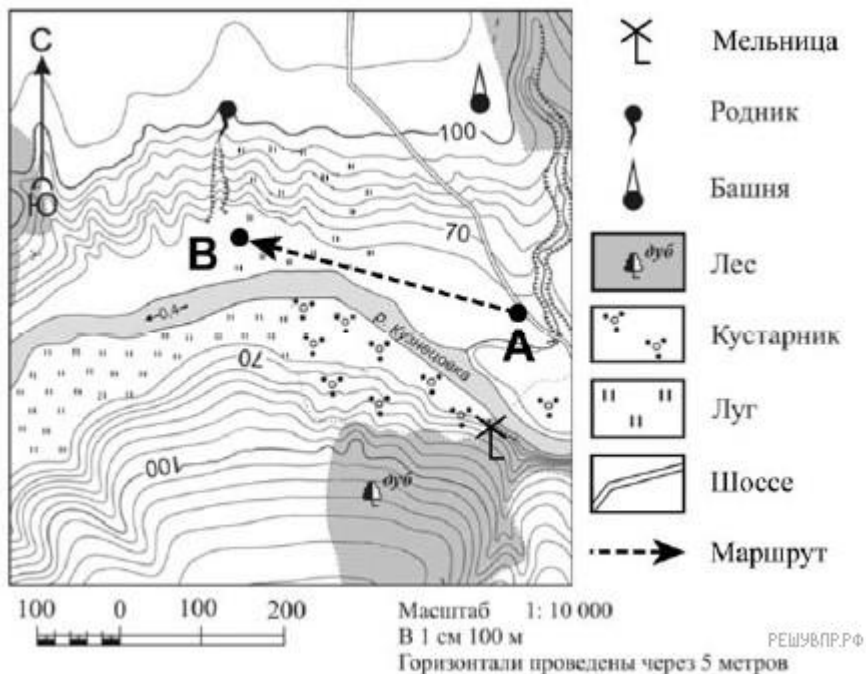 С
Ю
100
70
В
А
0,4
р. Кузнецовка
70
100
дуб
Мельница
Родник
Башня
дуб
Лес
Кустарник
Луг
Шоссе
Маршрут
100 0 100 200
Масштаб 1: 10 000
В 1 см 100 м
Горизонтали проведены через 5 метров
РЕШУВПР.РФ